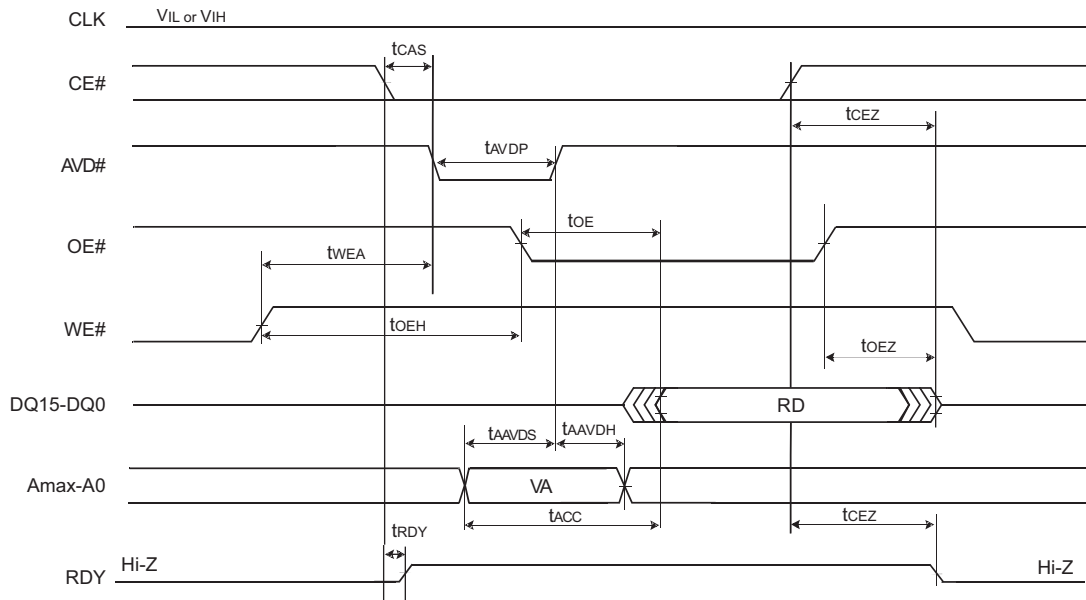 CLK VIL or VIH
tCAS
CE#
tCEZ
AVD# tAVDP
tOE
OE#
tWEA
WE# tOEH
tOEZ
DQ15-DQ0 RD
tAAVDS tAAVDH
Amax-A0 VA
tACC tCEZ
tRDY
RDY Hi-Z Hi-Z